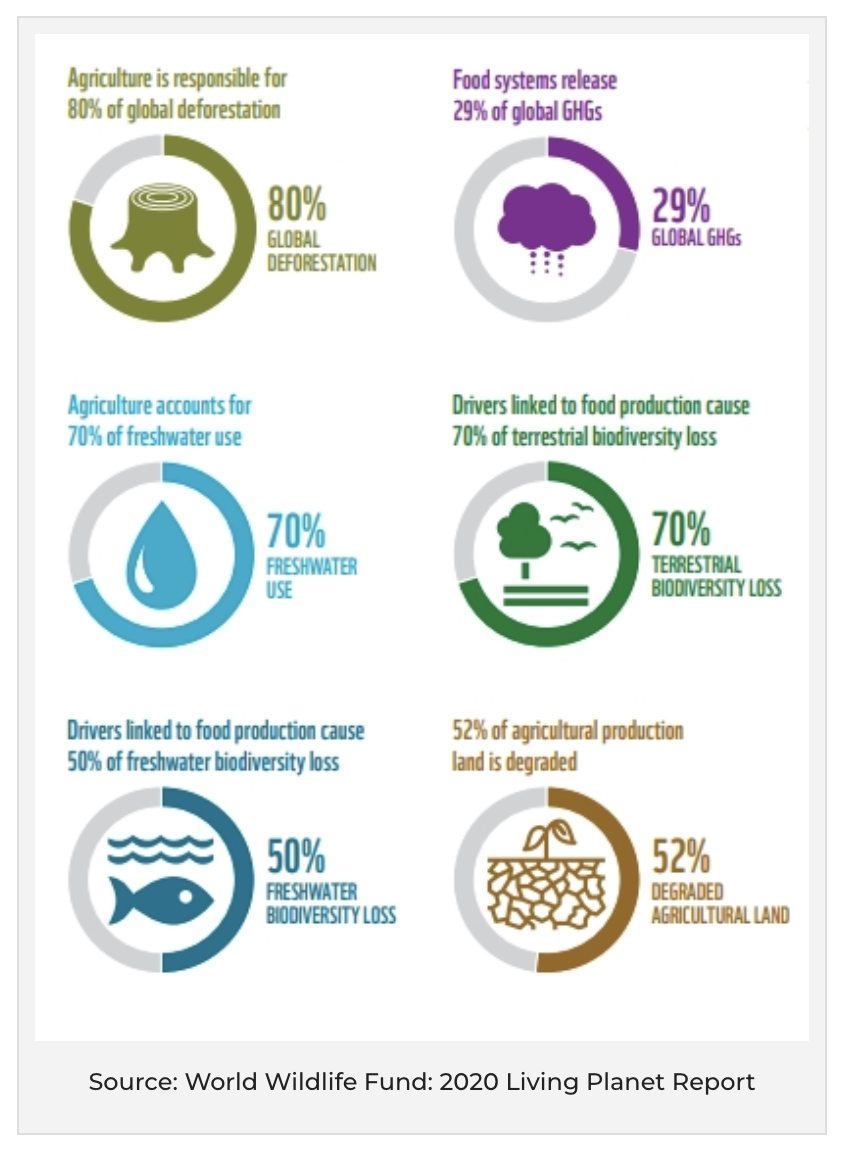 Agriculture is responsible for
80% of global deforestation
80%
GLOBAL
DEFORESTATION
Food systems release
29% of global GHGs
29%
GLOBAL GHGs
Agriculture accounts for
70% of freshwater use
70%
FRESHWATER
USE
Drivers linked to food production cause
70% of terrestrial biodiversity loss
70%
TERRESTRIAL
BIODIVERSITY LOSS
Drivers linked to food production cause
50% of freshwater biodiversity loss
50%
FRESHWATER
BIODIVERSITY LOSS
52% of agricultural production
land is degraded
52%
DEGRADED
AGRICULTURAL LAND
Source: World Wildlife Fund: 2020 Living Planet Report